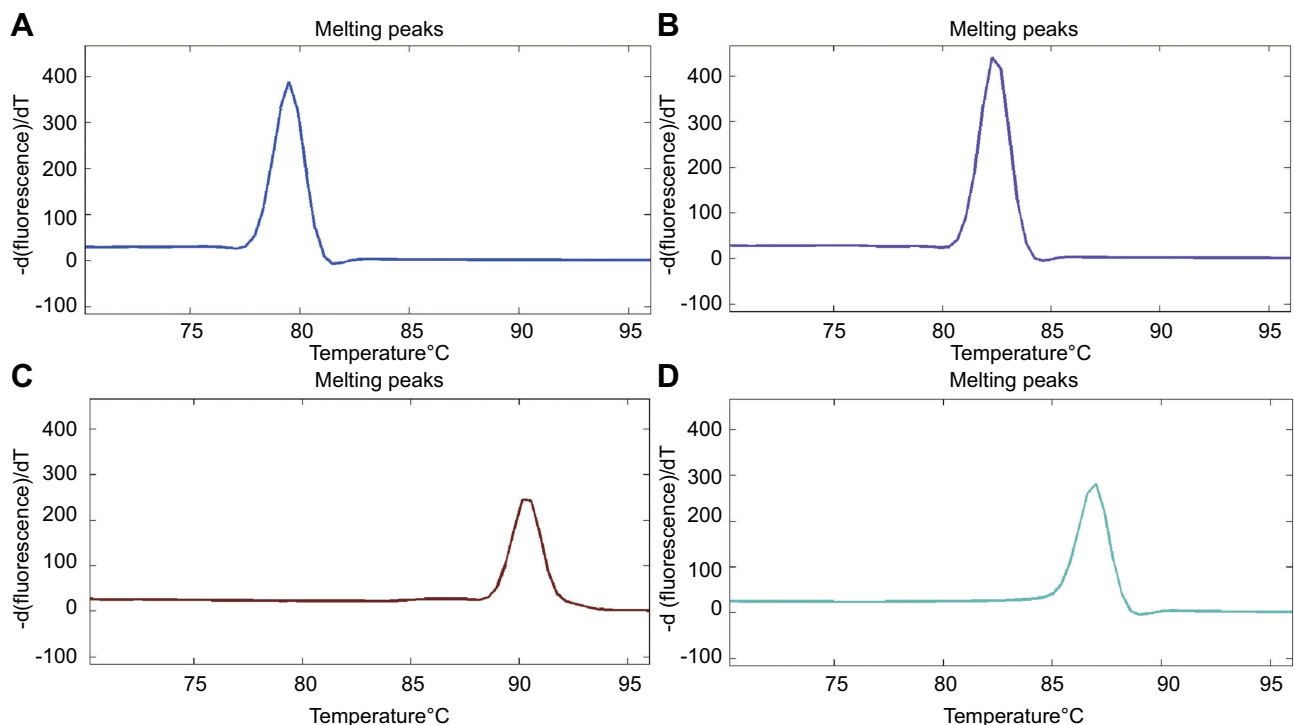 A
Melting peaks
-d(fluorescence)/dT
400
300
200
100
0
-100
75 80 85 90 95
Temperature°C
B
Melting peaks
-d(fluorescence)/dT
400
300
200
100
0
-100
75 80 85 90 95
Temperature°C
C
Melting peaks
-d(fluorescence)/dT
400
300
200
100
0
-100
75 80 85 90 95
Temperature°C
D
Melting peaks
-d (fluorescence)/dT
400
300
200
100
0
-100
75 80 85 90 95
Temperature°C